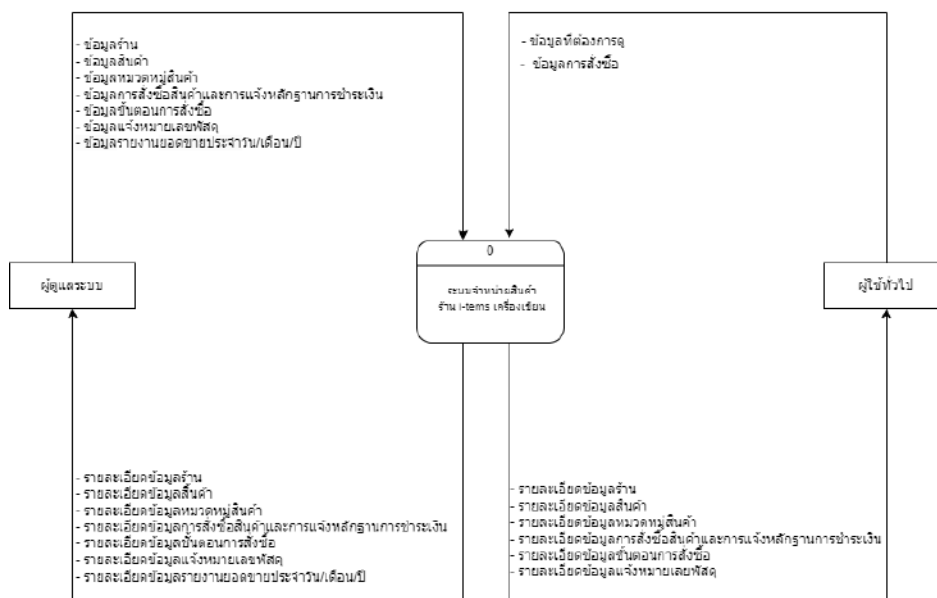 - ข้อมูลร้าน
- ข้อมูลสินค้า
- ข้อมูลหมวดหมู่สินค้า
- ข้อมูลการสั่งซื้อสินค้าและการแจ้งหลักฐานการชำระเงิน
- ข้อมูลขั้นตอนการสั่งซื้อ
- ข้อมูลแจ้งหมายเลขพัสดุ
- ข้อมูลรายงานยอดขายประจำวัน/เดือน/ปี
- ข้อมูลที่ต้องการดู
- ข้อมูลการสั่งซื้อ
ผู้ดูแลระบบ
0
ระบบจำหน่ายสินค้า
ร้าน i-tems เครื่องเขียน
ผู้ใช้ทั่วไป
- รายละเอียดข้อมูลร้าน
- รายละเอียดข้อมูลสินค้า
- รายละเอียดข้อมูลหมวดหมู่สินค้า
- รายละเอียดข้อมูลการสั่งซื้อสินค้าและการแจ้งหลักฐานการชำระเงิน
- รายละเอียดข้อมูลขั้นตอนการสั่งซื้อ
- รายละเอียดข้อมูลแจ้งหมายเลขพัสดุ
- รายละเอียดข้อมูลรายงานยอดขายประจำวัน/เดือน/ปี
- รายละเอียดข้อมูลร้าน
- รายละเอียดข้อมูลสินค้า
- รายละเอียดข้อมูลหมวดหมู่สินค้า
- รายละเอียดข้อมูลการสั่งซื้อสินค้าและการแจ้งหลักฐานการชำระเงิน
- รายละเอียดข้อมูลขั้นตอนการสั่งซื้อ
- รายละเอียดข้อมูลแจ้งหมายเลยพัสดุ